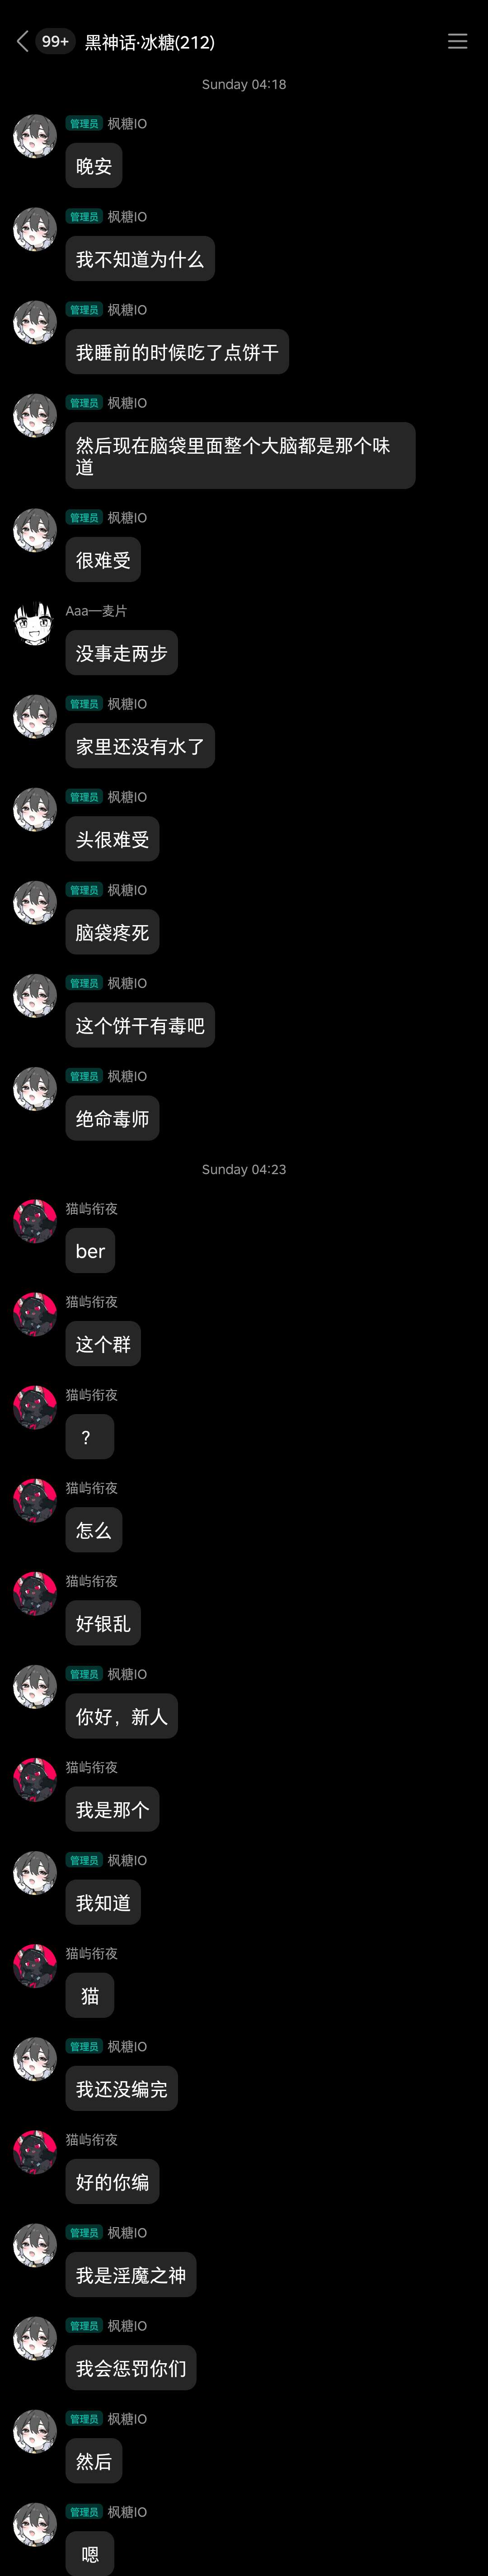 99+ 黑神话·冰糖(212)
Sunday 04:18
管理员 枫糖IO
晚安
管理员 枫糖IO
我不知道为什么
管理员 枫糖IO
我睡前的时候吃了点饼干
管理员 枫糖IO
然后现在脑袋里面整个大脑都是那个味
道
管理员 枫糖IO
很难受
Aaa—麦片
没事走两步
管理员 枫糖IO
家里还没有水了
管理员 枫糖IO
头很难受
管理员 枫糖IO
脑袋疼死
管理员 枫糖IO
这个饼干有毒吧
管理员 枫糖IO
绝命毒师
Sunday 04:23
猫屿衔夜
ber
猫屿衔夜
这个群
猫屿衔夜
？
猫屿衔夜
怎么
猫屿衔夜
好银乱
管理员 枫糖IO
你好，新人
猫屿衔夜
我是那个
管理员 枫糖IO
我知道
猫屿衔夜
猫
管理员 枫糖IO
我还没编完
猫屿衔夜
好的你编
管理员 枫糖IO
我是淫魔之神
管理员 枫糖IO
我会惩罚你们
管理员 枫糖IO
然后
管理员 枫糖IO
嗯